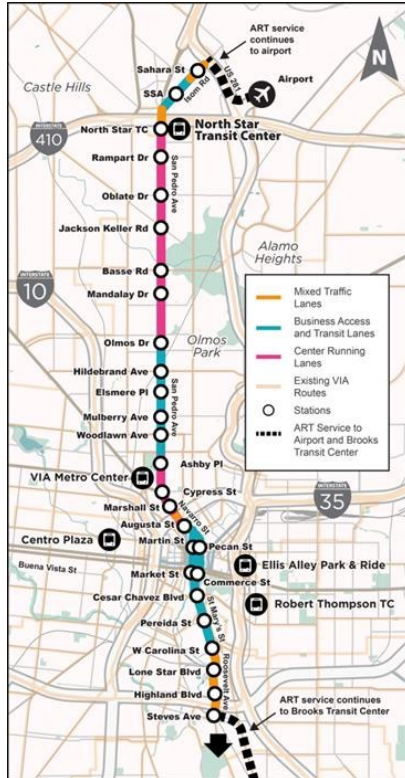 ART service
continues
to airport
N
Sahara St
US 281
Castle Hills
Isom Rd
Airport
SSA
INTERSTATE
410
North Star TC
North Star
Transit Center
Rampart Dr
San Pedro Ave
Oblate Dr
Jackson Keller Rd
Alamo
Heights
INTERSTATE
10
Basse Rd
Mandalay Dr
Mixed Traffic
Lanes
Business Access
and Transit Lanes
Olmos
Park
Center Running
Lanes
Olmos Dr
Existing VIA
Routes
Hildebrand Ave
San Pedro Ave
Elsmere Pl
Stations
Mulberry Ave
ART Service to
Airport and Brooks
Transit Center
Woodlawn Ave
Ashby Pl
VIA Metro Center
Cypress St
INTERSTATE
35
Marshall St
Navarro St
Augusta St
Centro Plaza
Martin St
Pecan St
Buena Vista St
Ellis Alley Park & Ride
Market St
Commerce St
Cesar Chavez Blvd
Robert Thompson TC
St Mary's St
Pereida St
W Carolina St
Roosevelt Ave
Lone Star Blvd
Highland Blvd
ART service continues
to Brooks Transit Center
Steves Ave